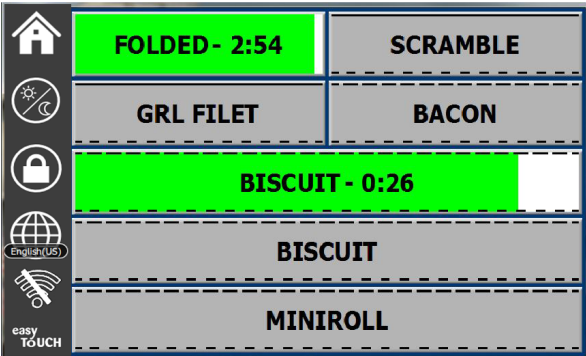 FOLDED - 2:54
SCRAMBLE
GRL FILET
BACON
BISCUIT - 0:26
English(US)
BISCUIT
MINIROLL
easy
TOUCH